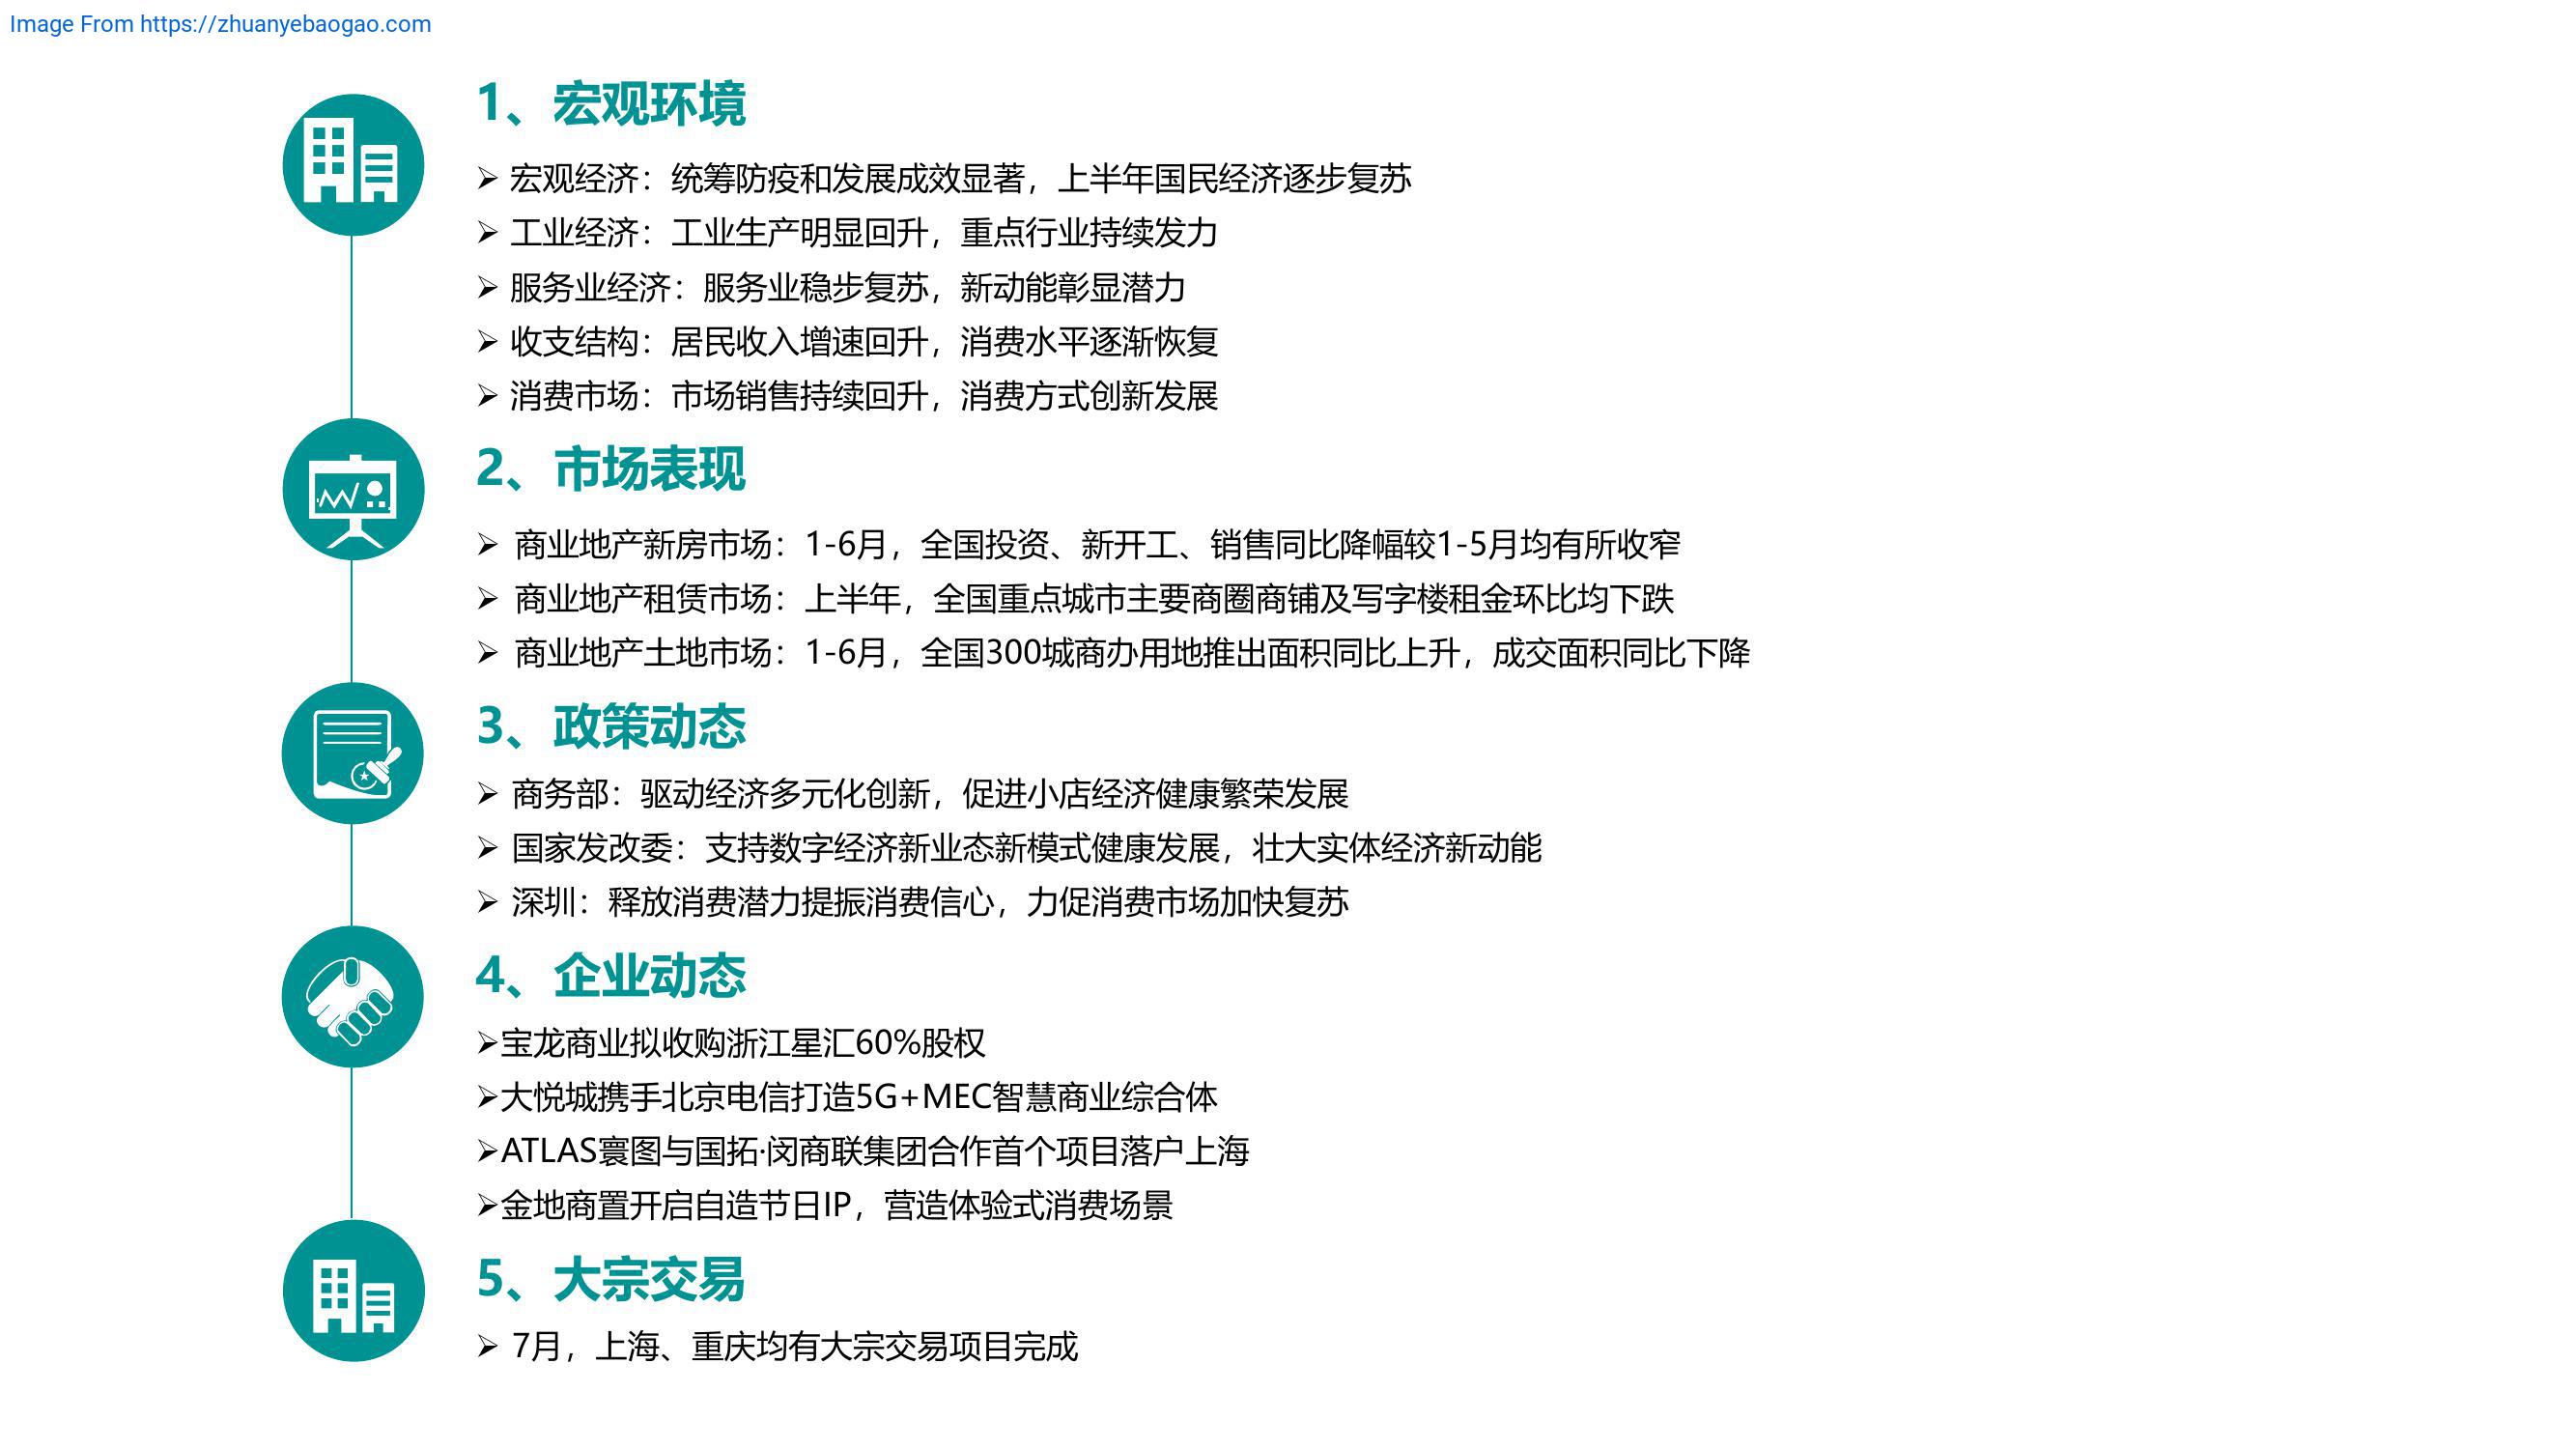 Image From https://zhuanyebaogao.com
1、宏观环境
➢ 宏观经济：统筹防疫和发展成效显著，上半年国民经济逐步复苏
➢ 工业经济：工业生产明显回升，重点行业持续发力
➢ 服务业经济：服务业稳步复苏，新动能彰显潜力
➢ 收支结构：居民收入增速回升，消费水平逐渐恢复
➢ 消费市场：市场销售持续回升，消费方式创新发展
2、市场表现
➢ 商业地产新房市场：1-6月，全国投资、新开工、销售同比降幅较1-5月均有所收窄
➢ 商业地产租赁市场：上半年，全国重点城市主要商圈商铺及写字楼租金环比均下跌
➢ 商业地产土地市场：1-6月，全国300城商办用地推出面积同比上升，成交面积同比下降
3、政策动态
➢ 商务部：驱动经济多元化创新，促进小店经济健康繁荣发展
➢ 国家发改委：支持数字经济新业态新模式健康发展，壮大实体经济新动能
➢ 深圳：释放消费潜力提振消费信心，力促消费市场加快复苏
4、企业动态
➢宝龙商业拟收购浙江星汇60%股权
➢大悦城携手北京电信打造5G+MEC智慧商业综合体
➢ATLAS寰图与国拓·闵商联集团合作首个项目落户上海
➢金地商置开启自造节日IP，营造体验式消费场景
5、大宗交易
➢ 7月，上海、重庆均有大宗交易项目完成